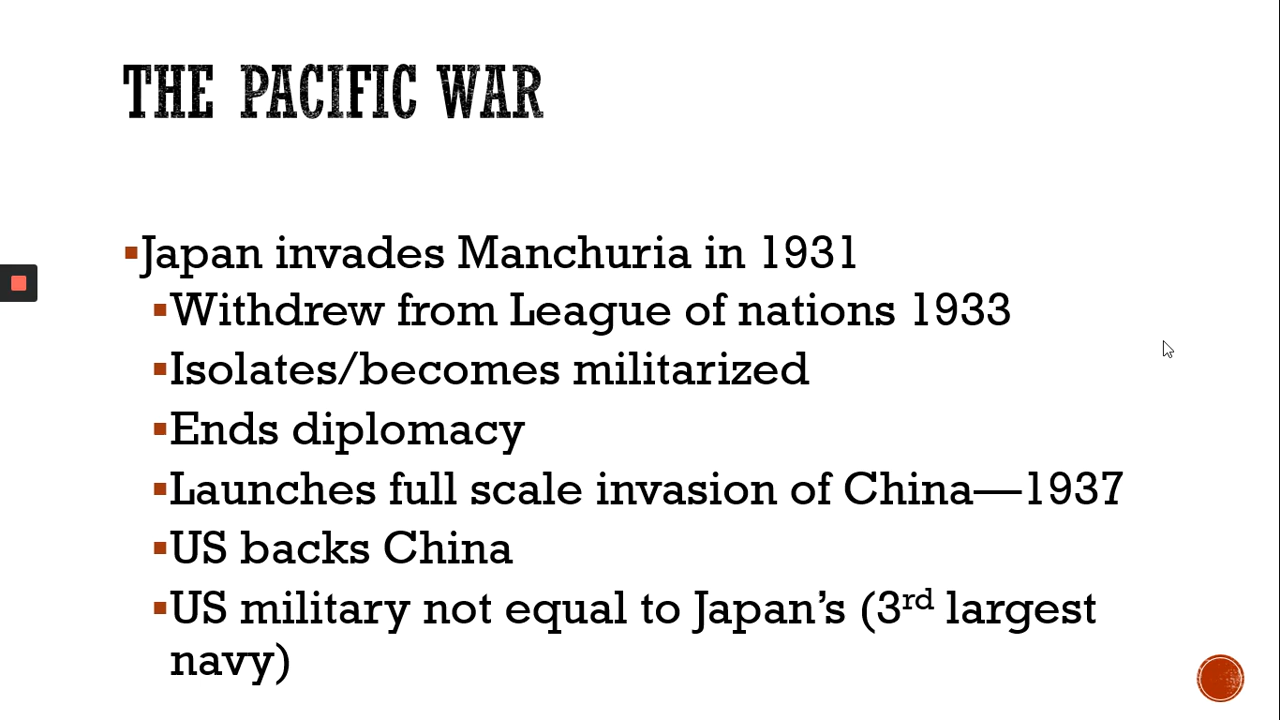 THE PACIFIC WAR
▪Japan invades Manchuria in 1931
▪Withdrew from League of nations 1933
▪Isolates/becomes militarized
▪Ends diplomacy
▪Launches full scale invasion of China—1937
▪US backs China
▪US military not equal to Japan’s (3rd largest
navy)